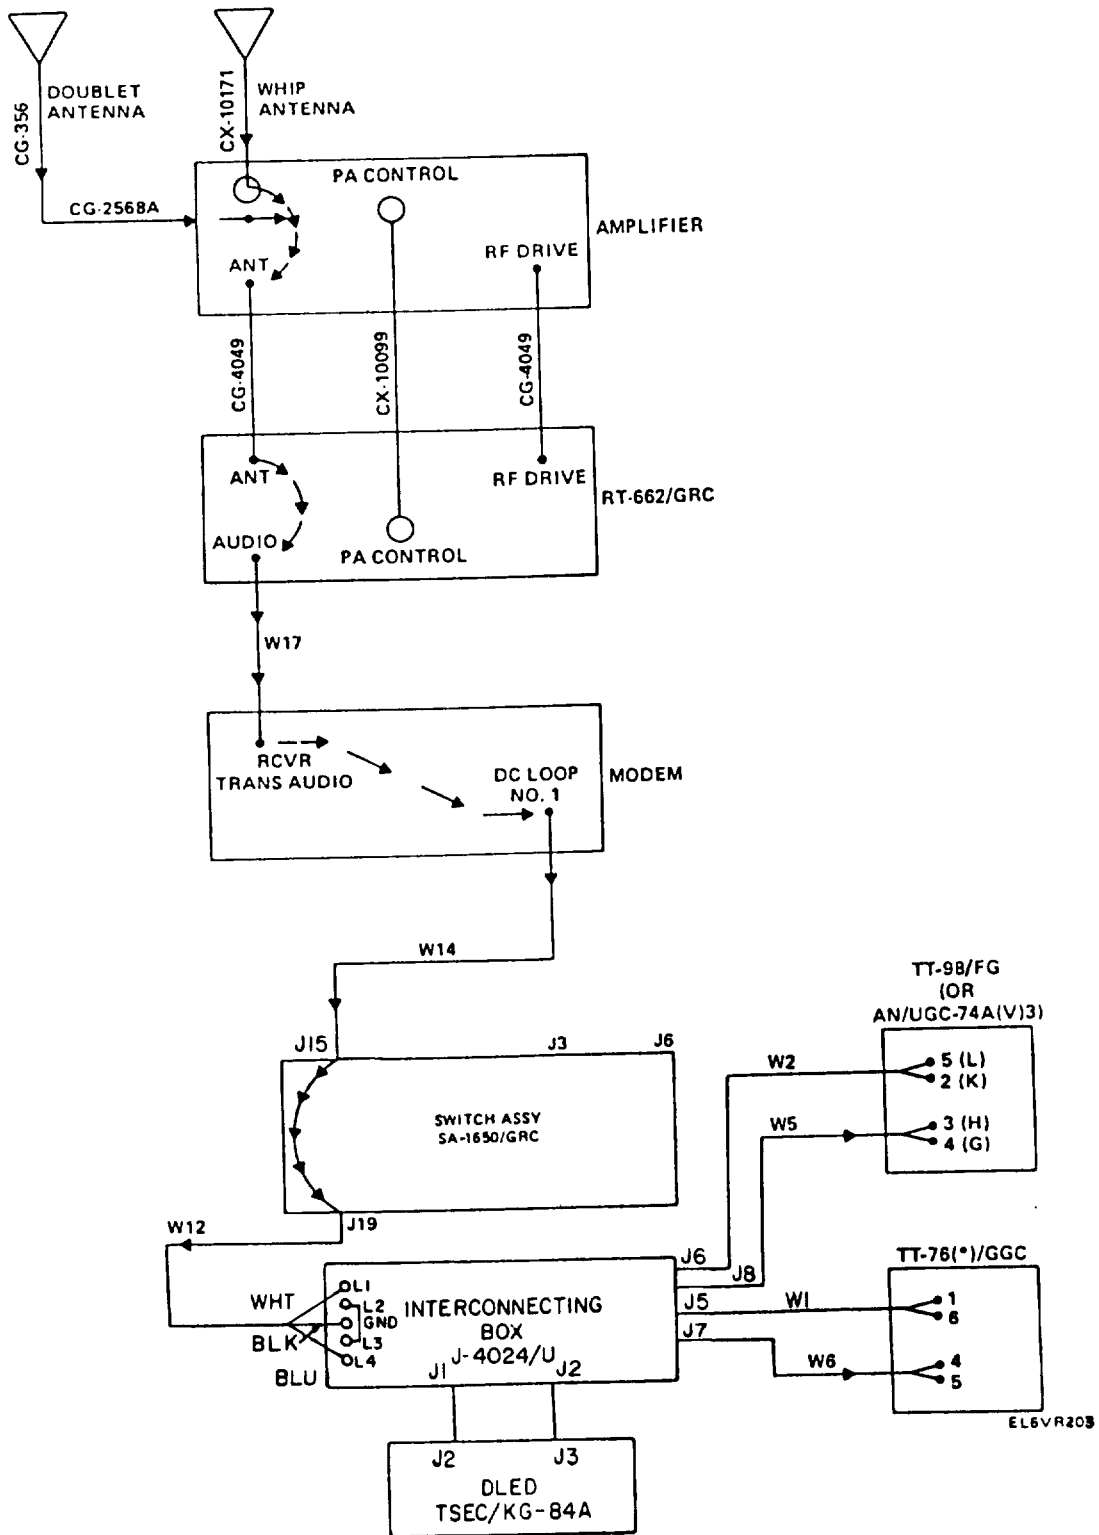 DOUBLET
ANTENNA
CG-356
CX-10171
WHIP
ANTENNA
CG-2568A
PA CONTROL
AMPLIFIER
ANT
RF DRIVE
CG-4049
CX-10099
CG-4049
ANT
RF DRIVE
RT-662/GRC
AUDIO
PA CONTROL
W17
RCVR
TRANS AUDIO
DC LOOP
NO. 1
MODEM
W14
J15
J3
J6
SWITCH ASSY
SA-1650/GRC
J19
W12
TT-98/FG
(OR
AN/UGC-74A(V)3)
W2
5 (L)
2 (K)
W5
3 (H)
4 (G)
WHT
BLK
BLU
L1
L2
GND
L3
L4
INTERCONNECTING
BOX
J-4024/U
J1
J2
J6
J8
J5
J7
W1
W6
TT-76(*)/GGC
1
6
4
5
EL6VR203
J2
J3
DLED
TSEC/KG-84A